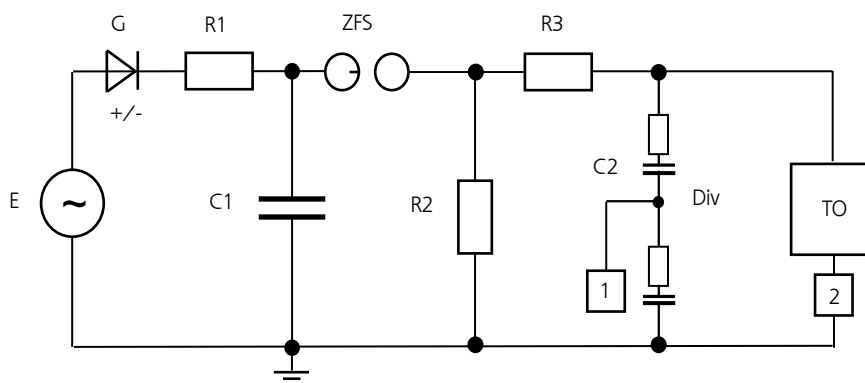 G
R1
ZFS
R3
+/-
E
~
C1
R2
C2
Div
TO
1
2